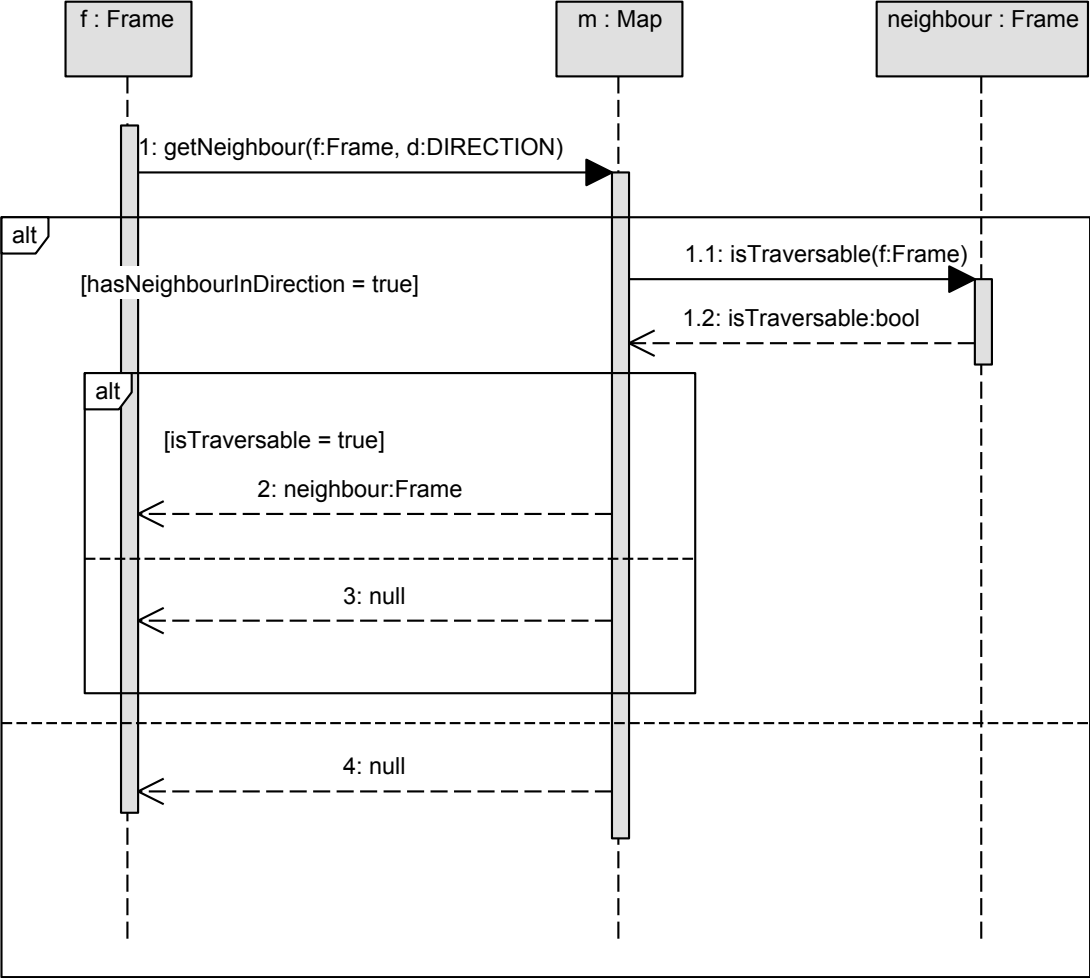 f : Frame
m : Map
neighbour : Frame
1: getNeighbour(f:Frame, d:DIRECTION)
alt
1.1: isTraversable(f:Frame)
[hasNeighbourInDirection = true]
1.2: isTraversable:bool
alt
[isTraversable = true]
2: neighbour:Frame
3: null
4: null